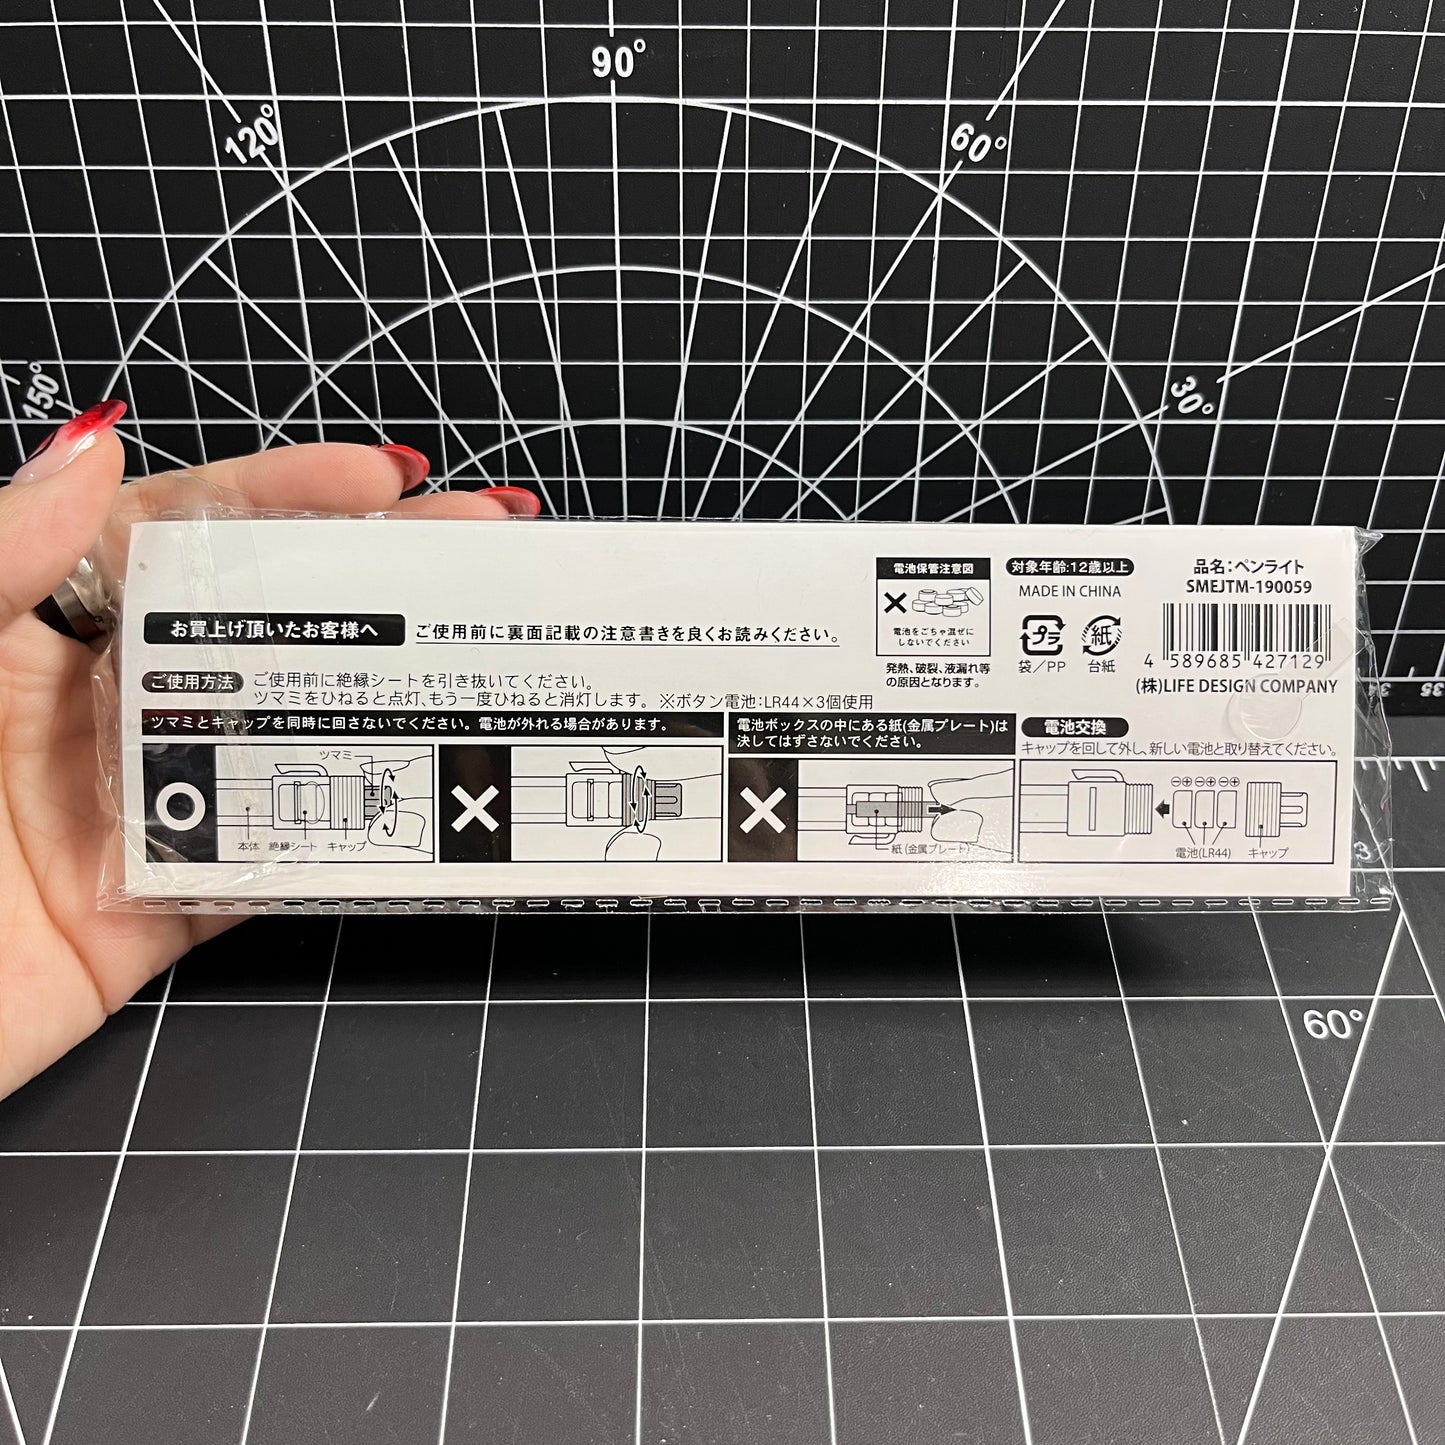 90°
120°
60°
150°
30°
電池保管注意図
電池をごちゃ混ぜに
しないでください
発熱、破裂、液漏れ等
の原因となります。
対象年齢:12歳以上
MADE IN CHINA
プラ
紙
袋/PP
台紙
品名:ペンライト
SMEJTM-190059
4 589685 427129
(株)LIFE DESIGN COMPANY
お買上げ頂いたお客様へ
ご使用前に裏面記載の注意書きを良くお読みください。
ご使用方法
ご使用前に絶縁シートを引き抜いてください。
ツマミをひねると点灯、もう一度ひねると消灯します。 ※ボタン電池:LR44×3個使用
ツマミとキャップを同時に回さないでください。電池が外れる場合があります。
ツマミ
本体 絶縁シート キャップ
電池ボックスの中にある紙(金属プレート)は
決してはずさないでください。
紙(金属プレート)
電池交換
キャップを回して外し、新しい電池と取り替えてください。
⊖⊕⊖⊕⊖⊕
電池(LR44) キャップ
60°